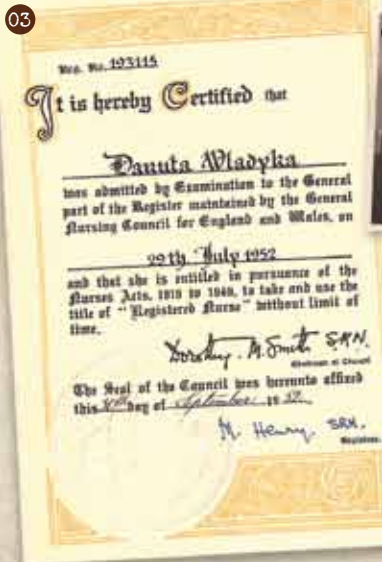 03
Reg. No. 193115
It is hereby Certified that
Danuta Wladyka
was admitted by Examination to the General
part of the Register maintained by the General
Nursing Council for England and Wales, on
29th July 1952
and that she is entitled in pursuance of the
Nurses Acts, 1919 to 1949, to take and use the
title of "Registered Nurse" without limit of
time.
Dorothy. M. Smith S.R.N.
Chairman of Council
The Seal of the Council was hereunto affixed
this day of September 1952
M. Henry. SRN.
Registrar.